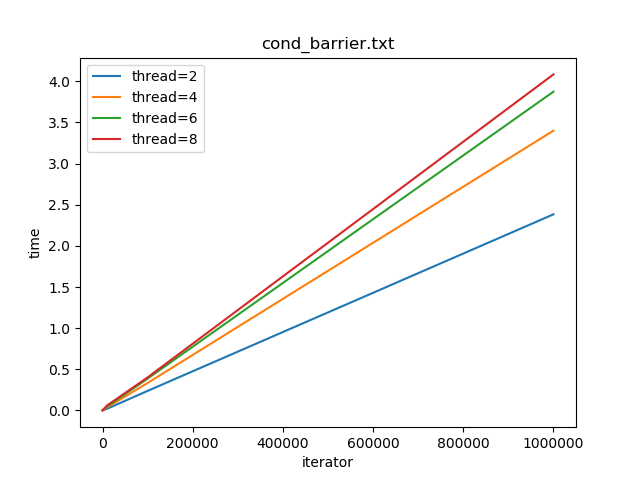 cond_barrier.txt
thread=2
thread=4
thread=6
thread=8
4.0
3.5
3.0
2.5
2.0
1.5
1.0
0.5
0.0
time
0 200000 400000 600000 800000 1000000
iterator